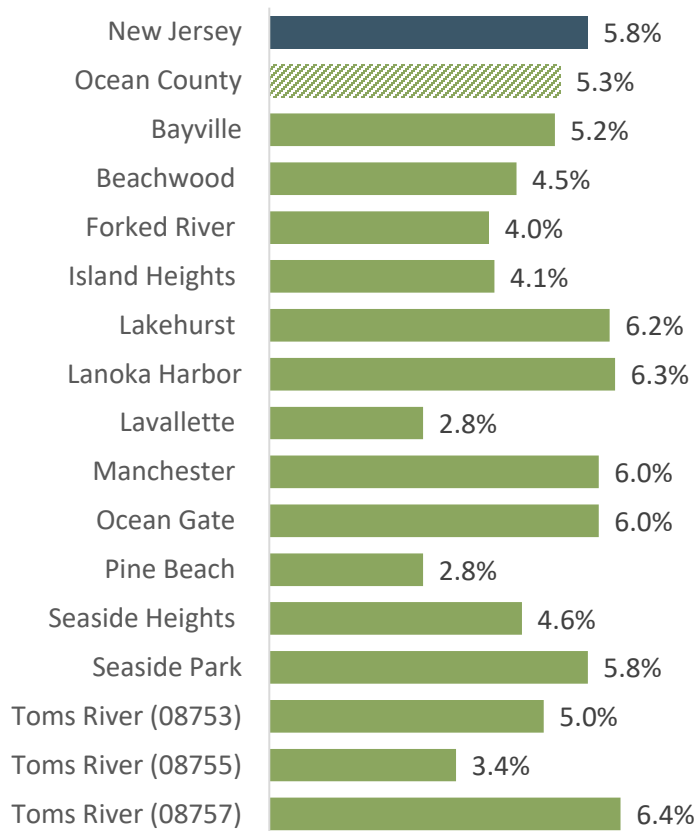 New Jersey 5.8%
Ocean County 5.3%
Bayville 5.2%
Beachwood 4.5%
Forked River 4.0%
Island Heights 4.1%
Lakehurst 6.2%
Lanoka Harbor 6.3%
Lavallette 2.8%
Manchester 6.0%
Ocean Gate 6.0%
Pine Beach 2.8%
Seaside Heights 4.6%
Seaside Park 5.8%
Toms River (08753) 5.0%
Toms River (08755) 3.4%
Toms River (08757) 6.4%